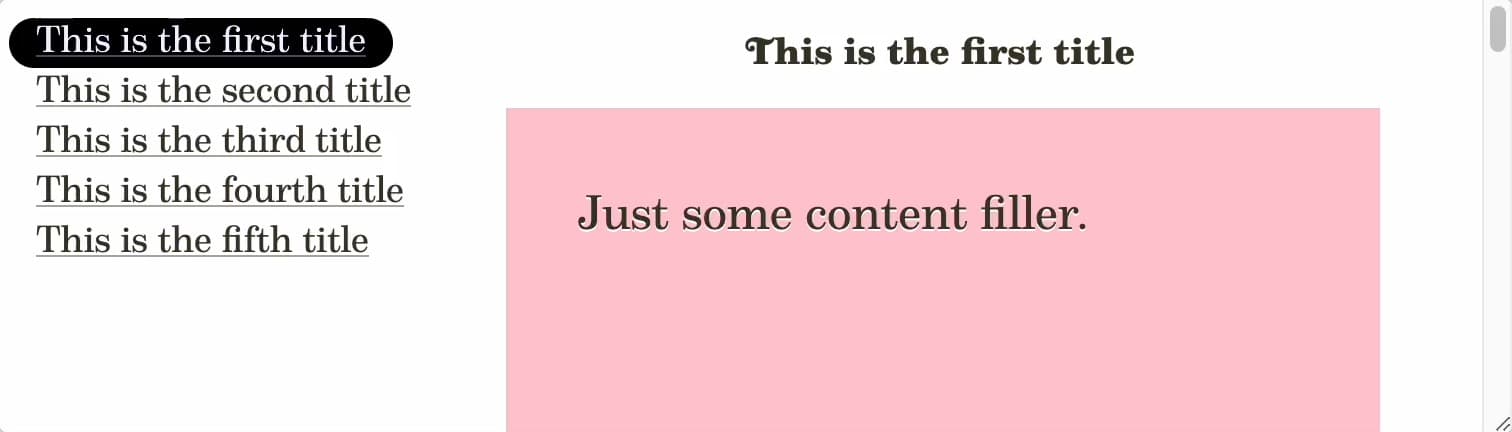 This is the first title
This is the second title
This is the third title
This is the fourth title
This is the fifth title
This is the first title
Just some content filler.